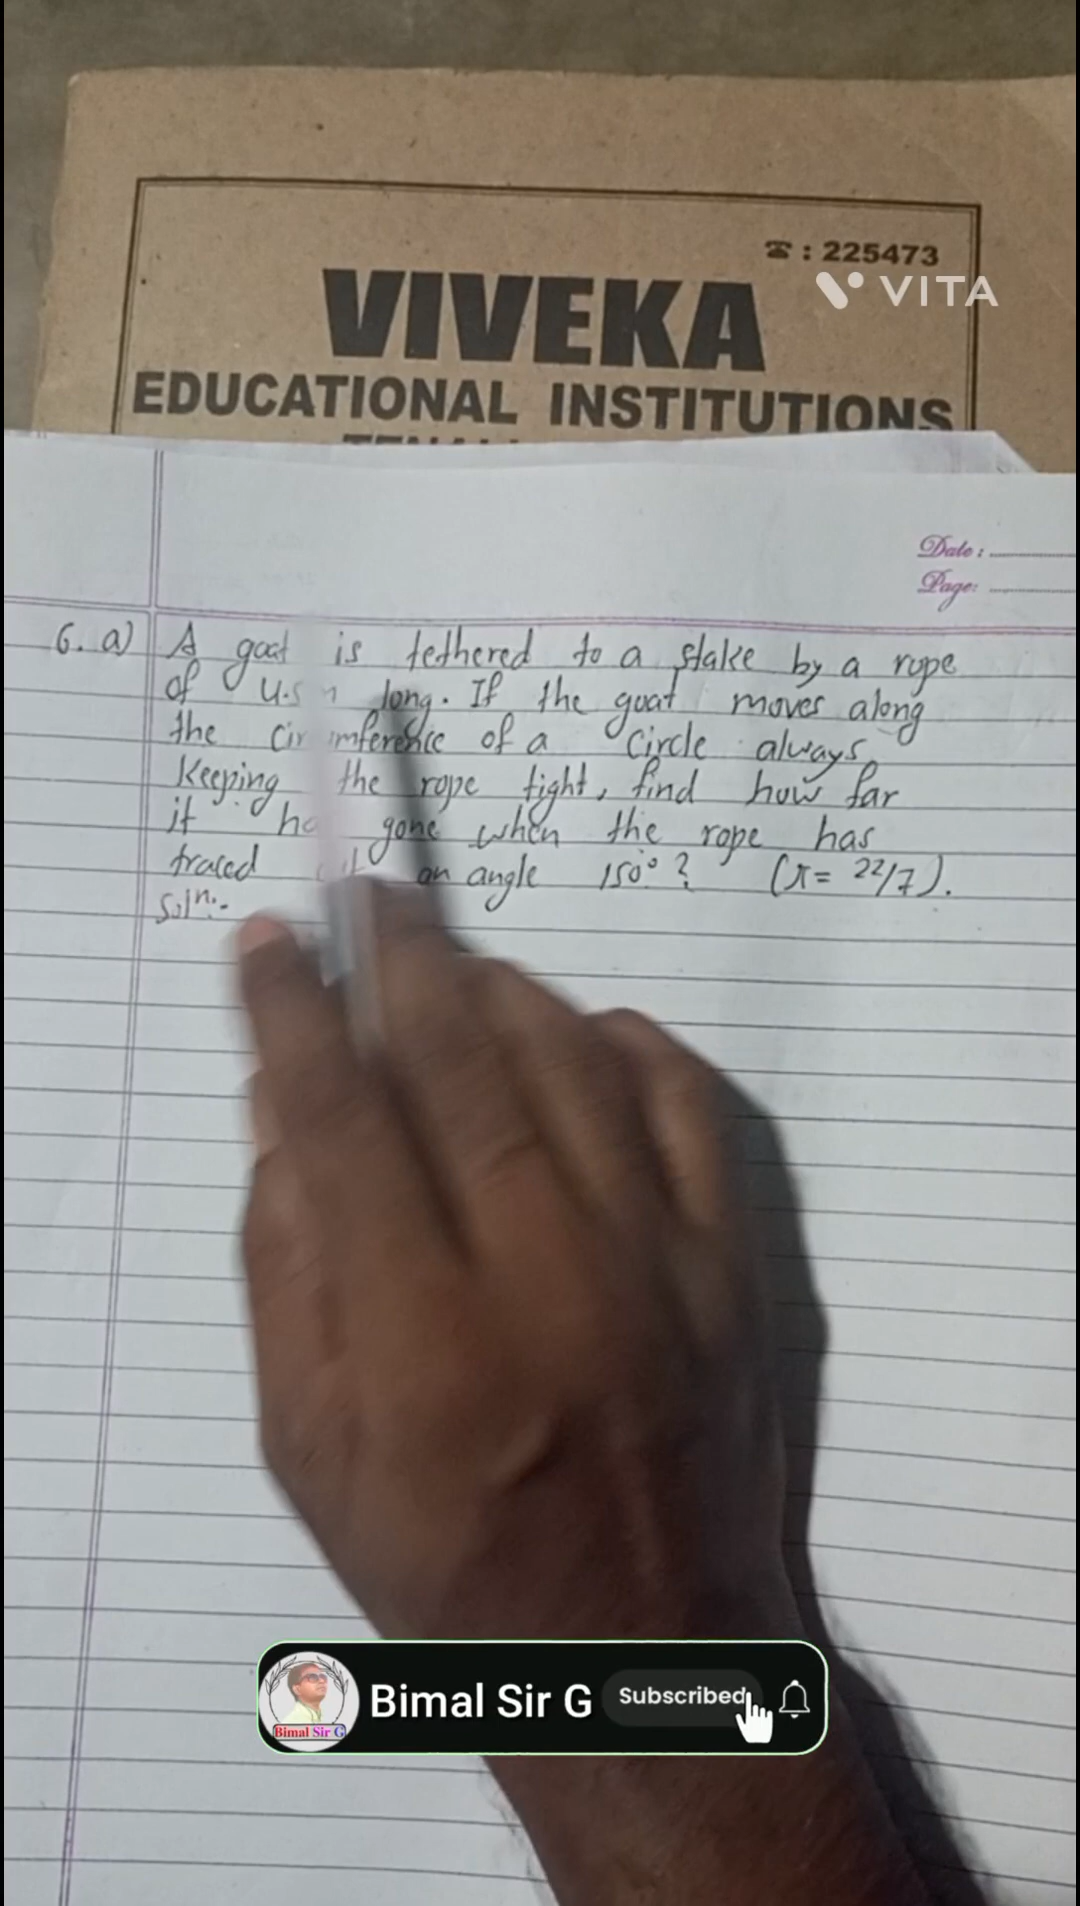 ☎ : 225473
VITA
VIVEKA
EDUCATIONAL INSTITUTIONS
Date :
Page:
6. a) A goat is tethered to a stake by a rope
of long. If the goat moves along
the of a circle always
keeping the rope tight, find how far
it gone when the rope has
traced an angle 150° ? (π = 22/7).
Solⁿ:-
Bimal Sir G
Bimal Sir G Subscribed